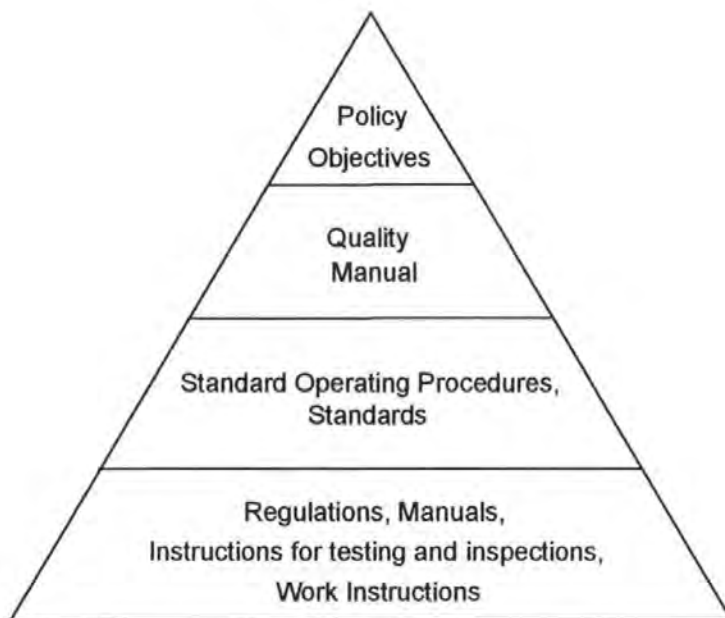 Policy
Objectives
Quality
Manual
Standard Operating Procedures,
Standards
Regulations, Manuals,
Instructions for testing and inspections,
Work Instructions